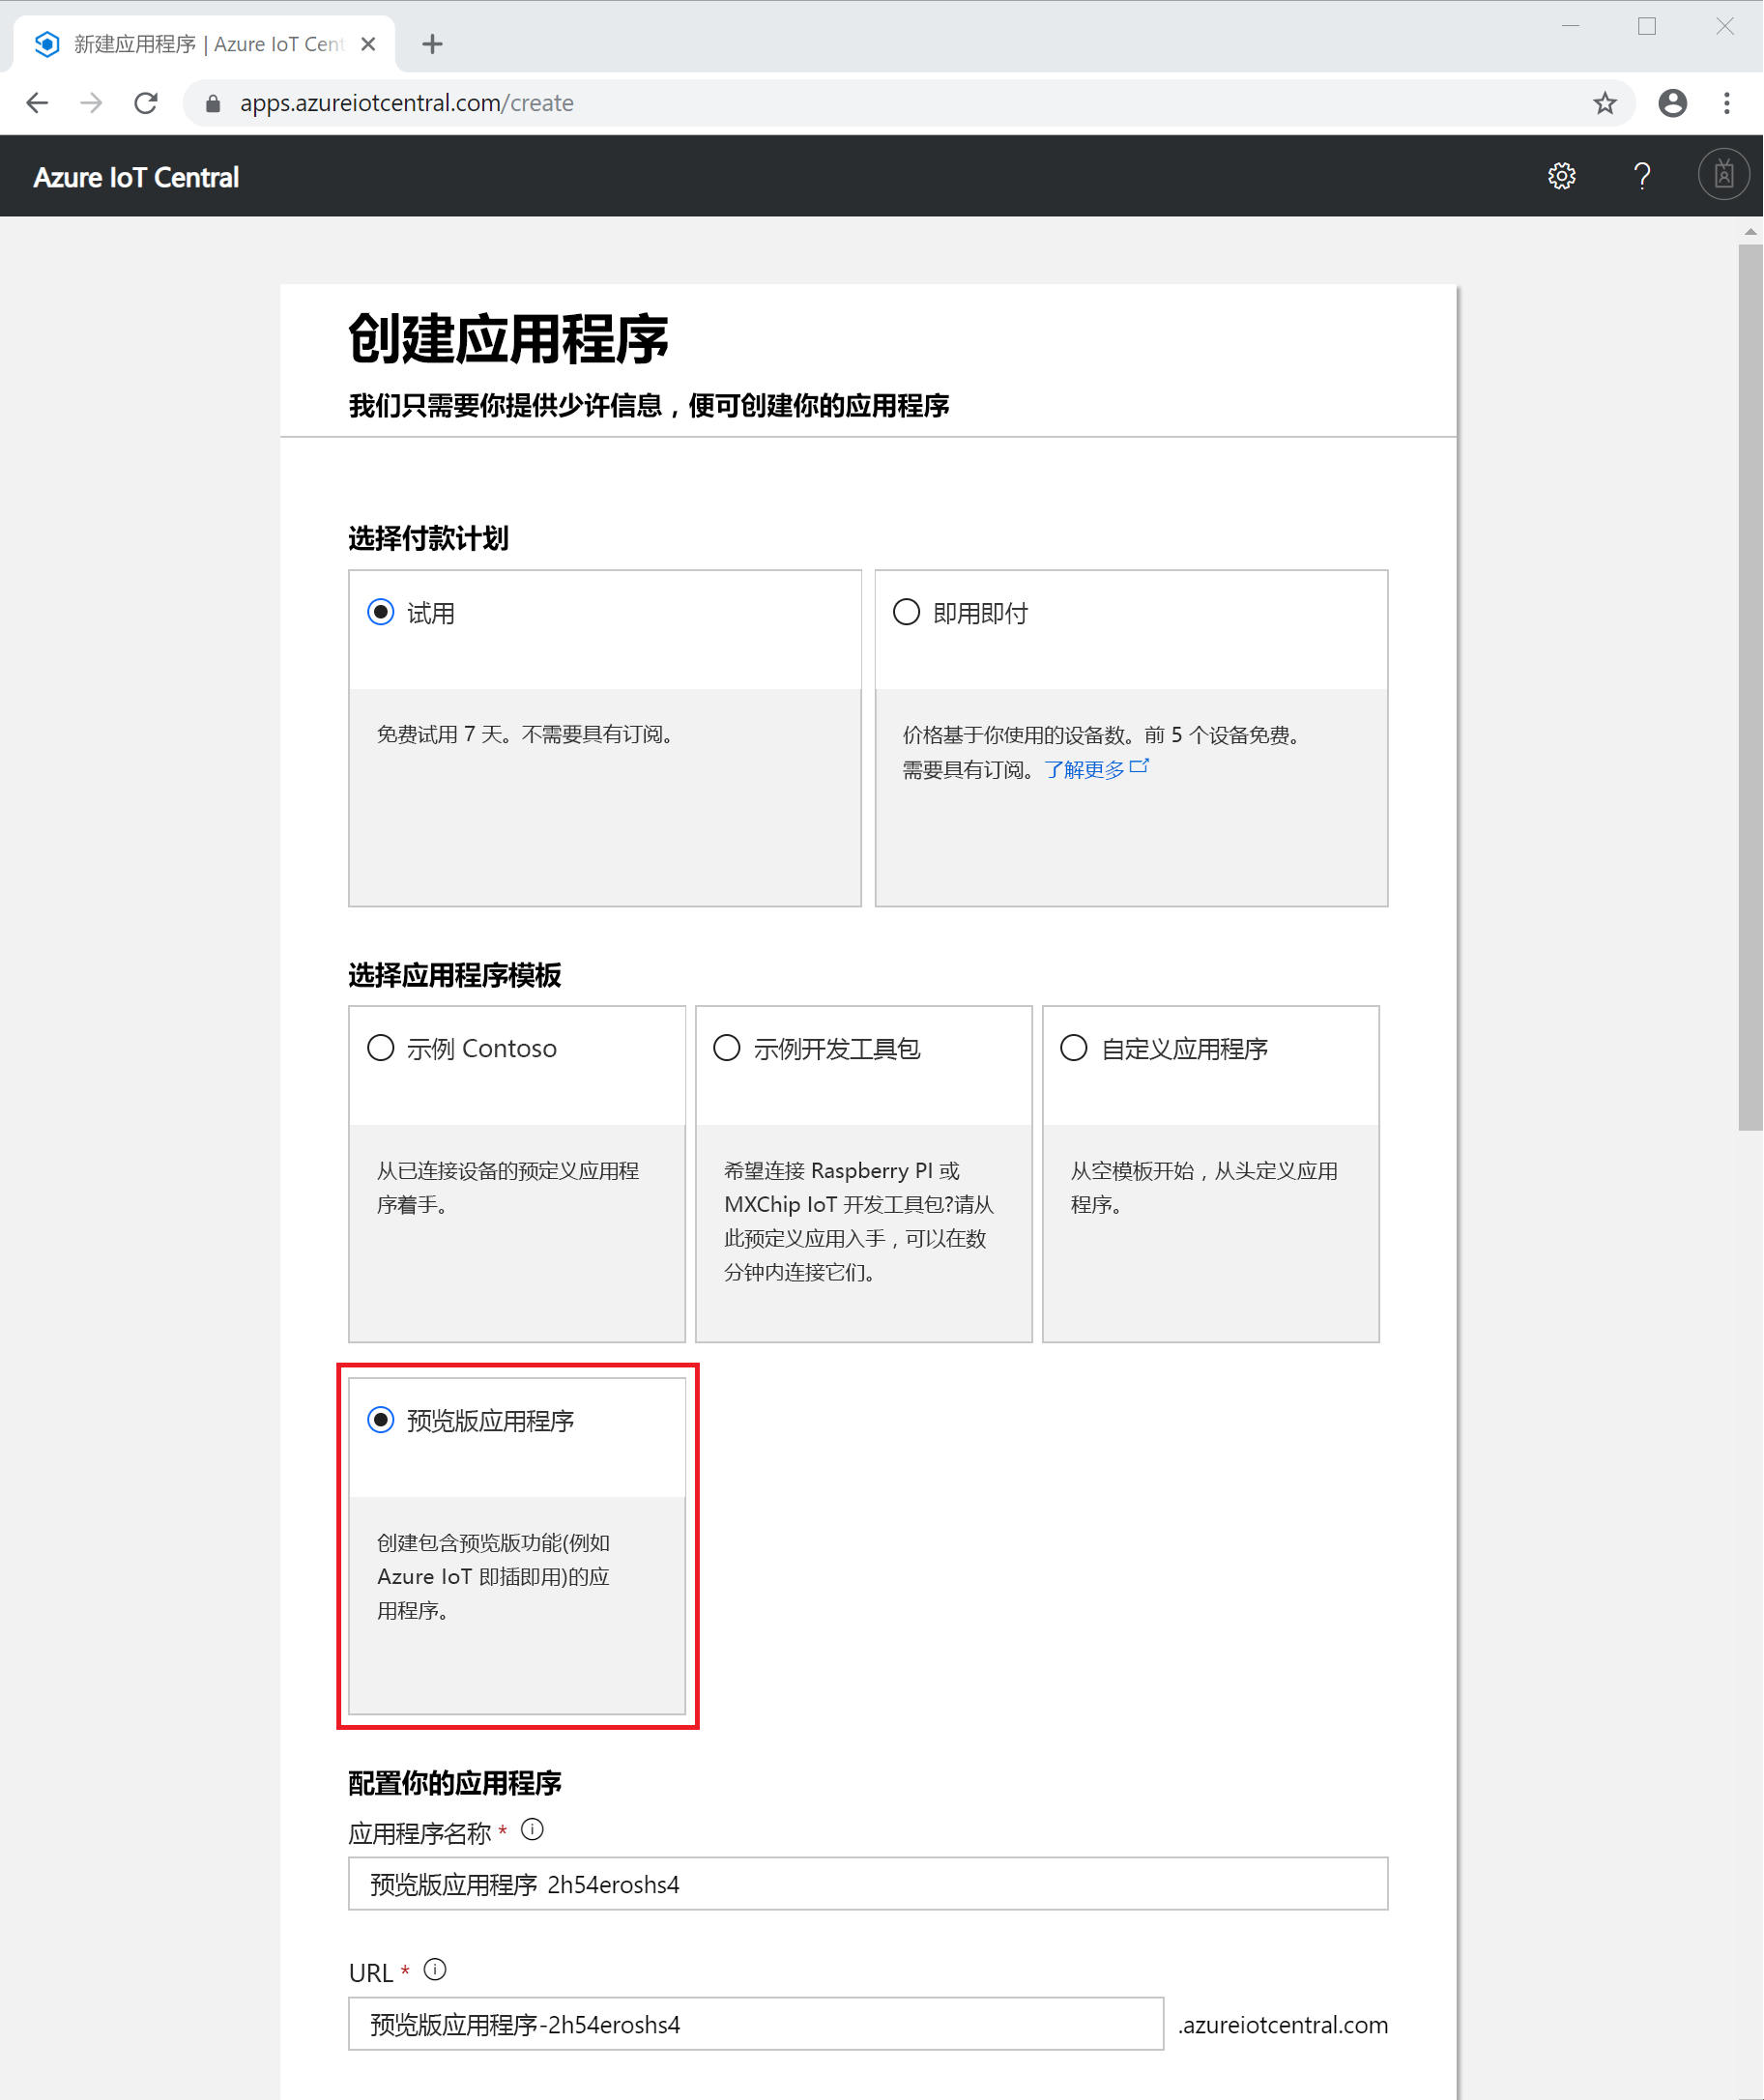 新建应用程序 | Azure IoT Cent
apps.azureiotcentral.com/create
Azure IoT Central
创建应用程序
我们只需要你提供少许信息，便可创建你的应用程序
选择付款计划
试用
即用即付
免费试用 7 天。不需要具有订阅。
价格基于你使用的设备数。前 5 个设备免费。
需要具有订阅。了解更多
选择应用程序模板
示例 Contoso
示例开发工具包
自定义应用程序
从已连接设备的预定义应用程
序着手。
希望连接 Raspberry PI 或
MXChip IoT 开发工具包?请从
此预定义应用入手，可以在数
分钟内连接它们。
从空模板开始，从头定义应用
程序。
预览版应用程序
创建包含预览版功能(例如
Azure IoT 即插即用)的应
用程序。
配置你的应用程序
应用程序名称 *
预览版应用程序 2h54eroshs4
URL *
预览版应用程序-2h54eroshs4
.azureiotcentral.com